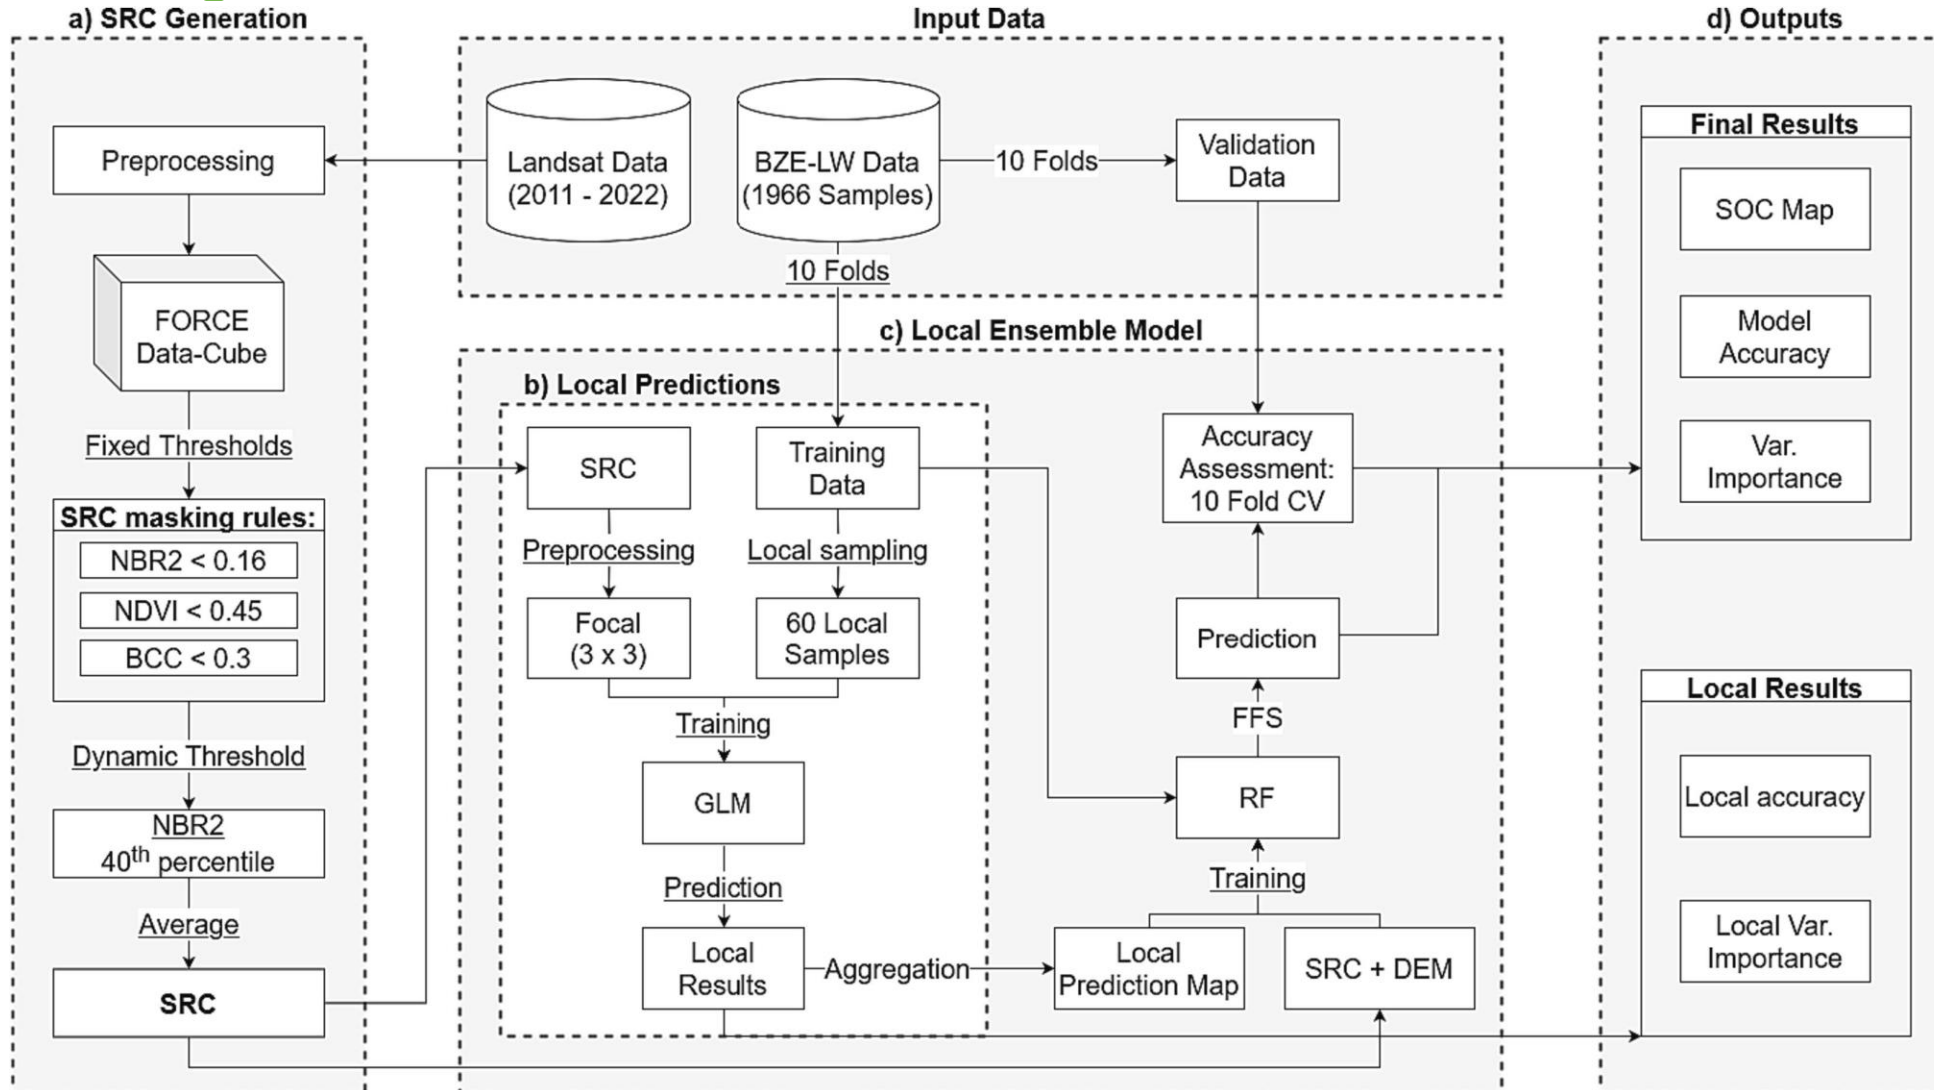 a) SRC Generation
Preprocessing
FORCE
Data-Cube
Fixed Thresholds
SRC masking rules:
NBR2 < 0.16
NDVI < 0.45
BCC < 0.3
Dynamic Threshold
NBR2
40th percentile
Average
SRC
Input Data
Landsat Data
(2011 - 2022)
BZE-LW Data
(1966 Samples)
10 Folds
Validation
Data
10 Folds
c) Local Ensemble Model
b) Local Predictions
SRC
Preprocessing
Focal
(3 x 3)
Training
Data
Local sampling
60 Local
Samples
Training
GLM
Prediction
Local
Results
Aggregation
Local
Prediction Map
SRC + DEM
Training
RF
FFS
Prediction
Accuracy
Assessment:
10 Fold CV
d) Outputs
Final Results
SOC Map
Model
Accuracy
Var.
Importance
Local Results
Local accuracy
Local Var.
Importance